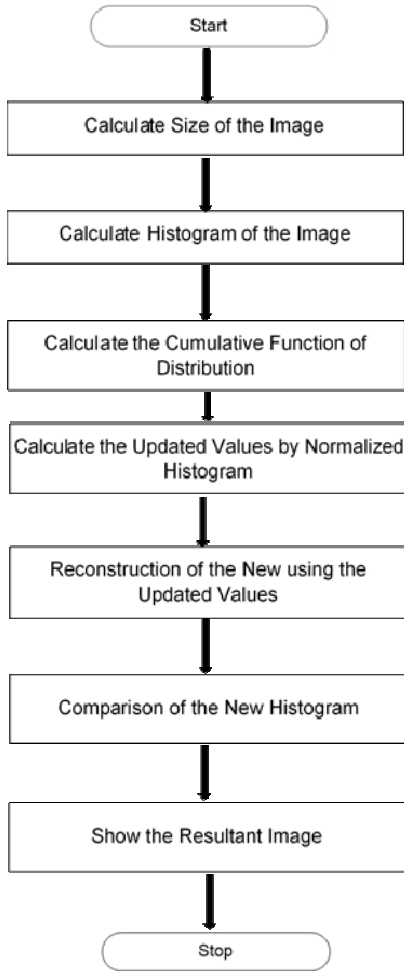 Start
Calculate Size of the Image
Calculate Histogram of the Image
Calculate the Cumulative Function of
Distribution
Calculate the Updated Values by Normalized
Histogram
Reconstruction of the New using the
Updated Values
Comparison of the New Histogram
Show the Resultant Image
Stop